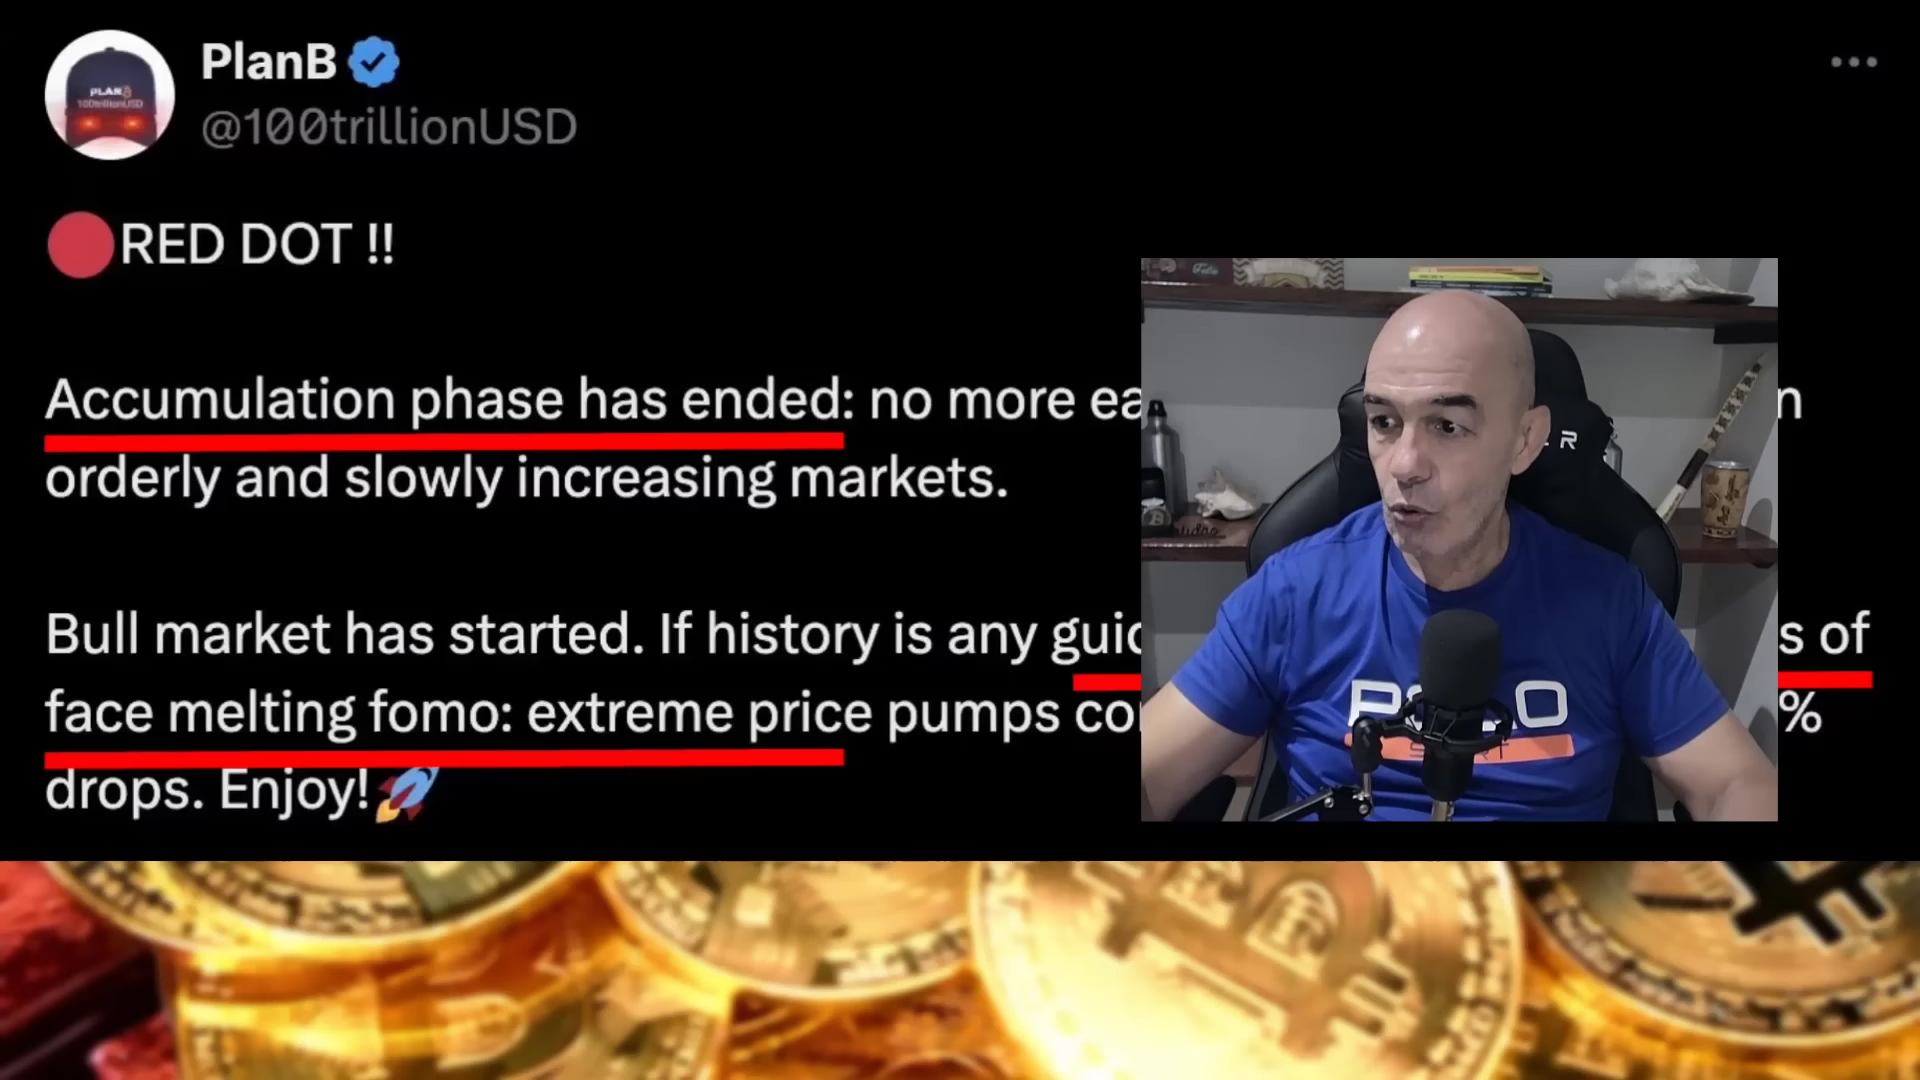 PlanB
@100trillionUSD
RED DOT !!
Accumulation phase has ended: no more ea n
orderly and slowly increasing markets.
Bull market has started. If history is any guid s of
face melting fomo: extreme price pumps co %
drops. Enjoy!